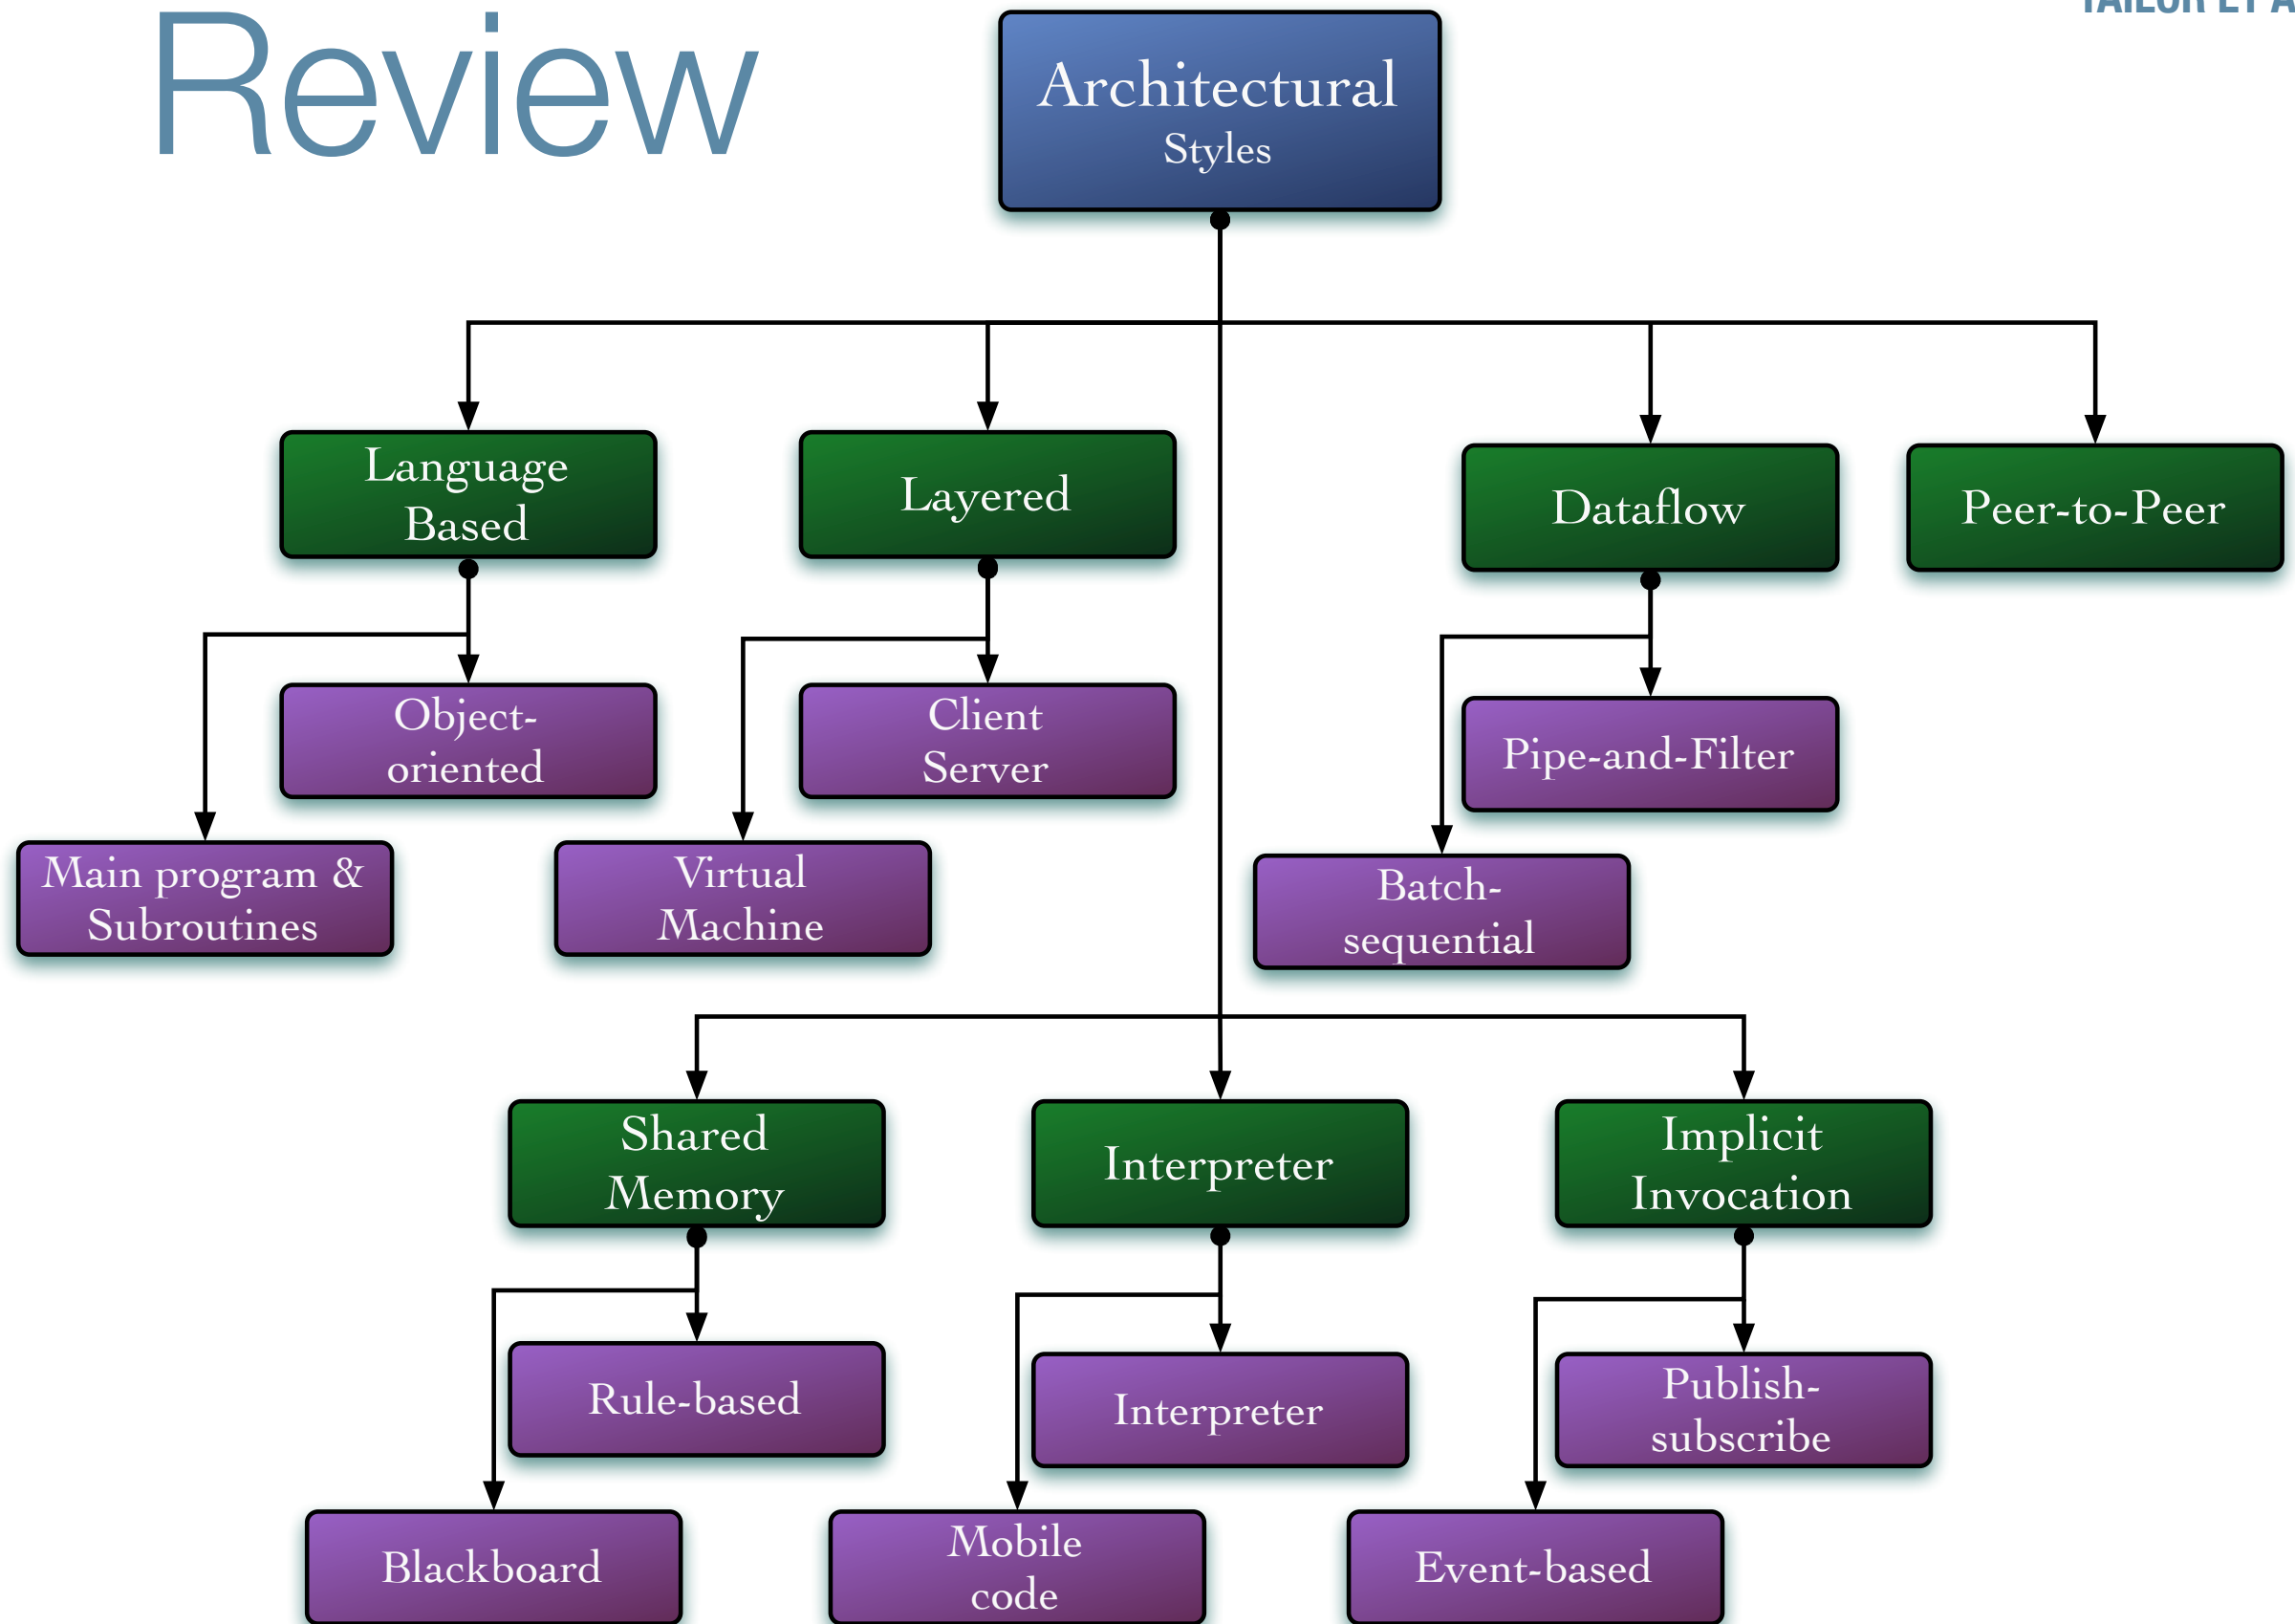 Review
TAILOR ET A
Architectural
Styles
Language
Based
Layered
Dataflow
Peer-to-Peer
Object-
oriented
Client
Server
Pipe-and-Filter
Main program &
Subroutines
Virtual
Machine
Batch-
sequential
Shared
Memory
Interpreter
Implicit
Invocation
Rule-based
Interpreter
Publish-
subscribe
Blackboard
Mobile
code
Event-based